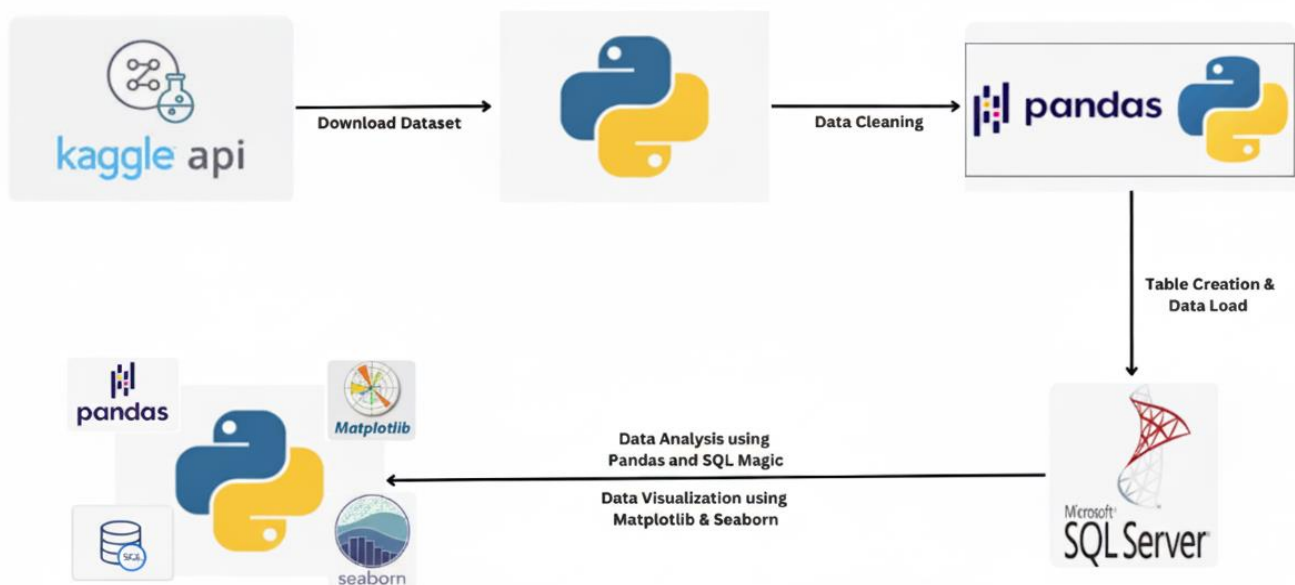 kaggle api
Download Dataset
Data Cleaning
pandas
Table Creation &
Data Load
pandas
Matplotlib
Data Analysis using
Pandas and SQL Magic
Data Visualization using
Matplotlib & Seaborn
SQL
seaborn
Microsoft
SQL Server